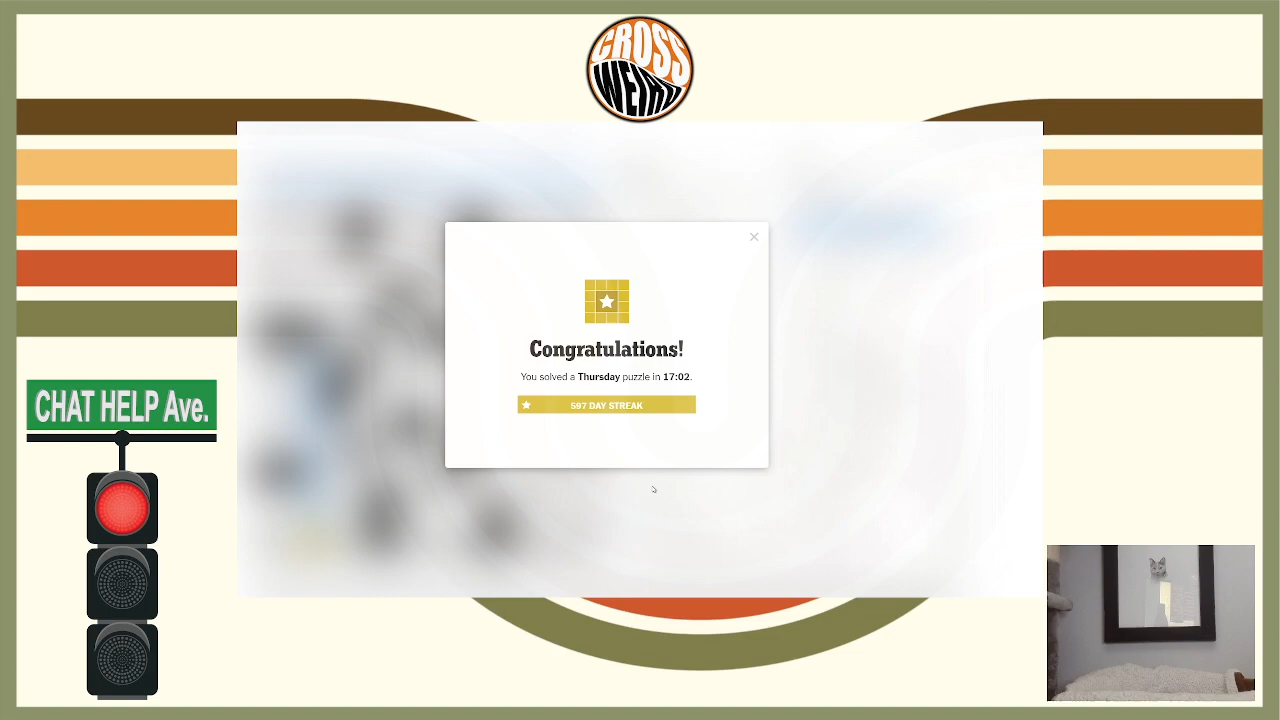 CROSS
WEIRD
CHAT HELP Ave.
Congratulations!
You solved a Thursday puzzle in 17:02.
597 DAY STREAK